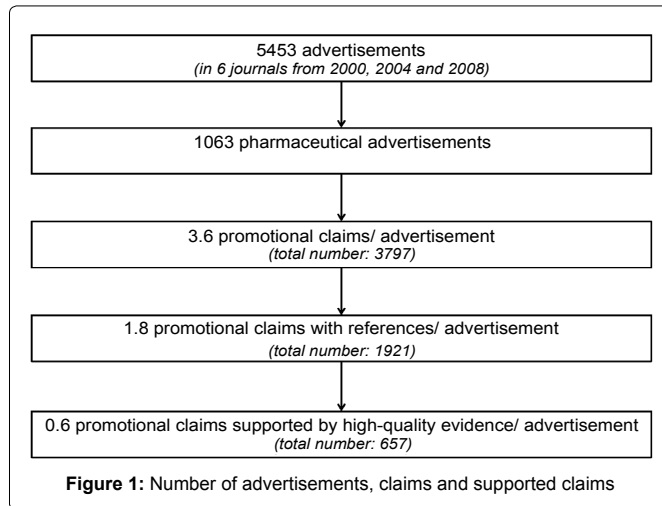 5453 advertisements
(in 6 journals from 2000, 2004 and 2008)
1063 pharmaceutical advertisements
3.6 promotional claims/ advertisement
(total number: 3797)
1.8 promotional claims with references/ advertisement
(total number: 1921)
0.6 promotional claims supported by high-quality evidence/ advertisement
(total number: 657)
Figure 1: Number of advertisements, claims and supported claims